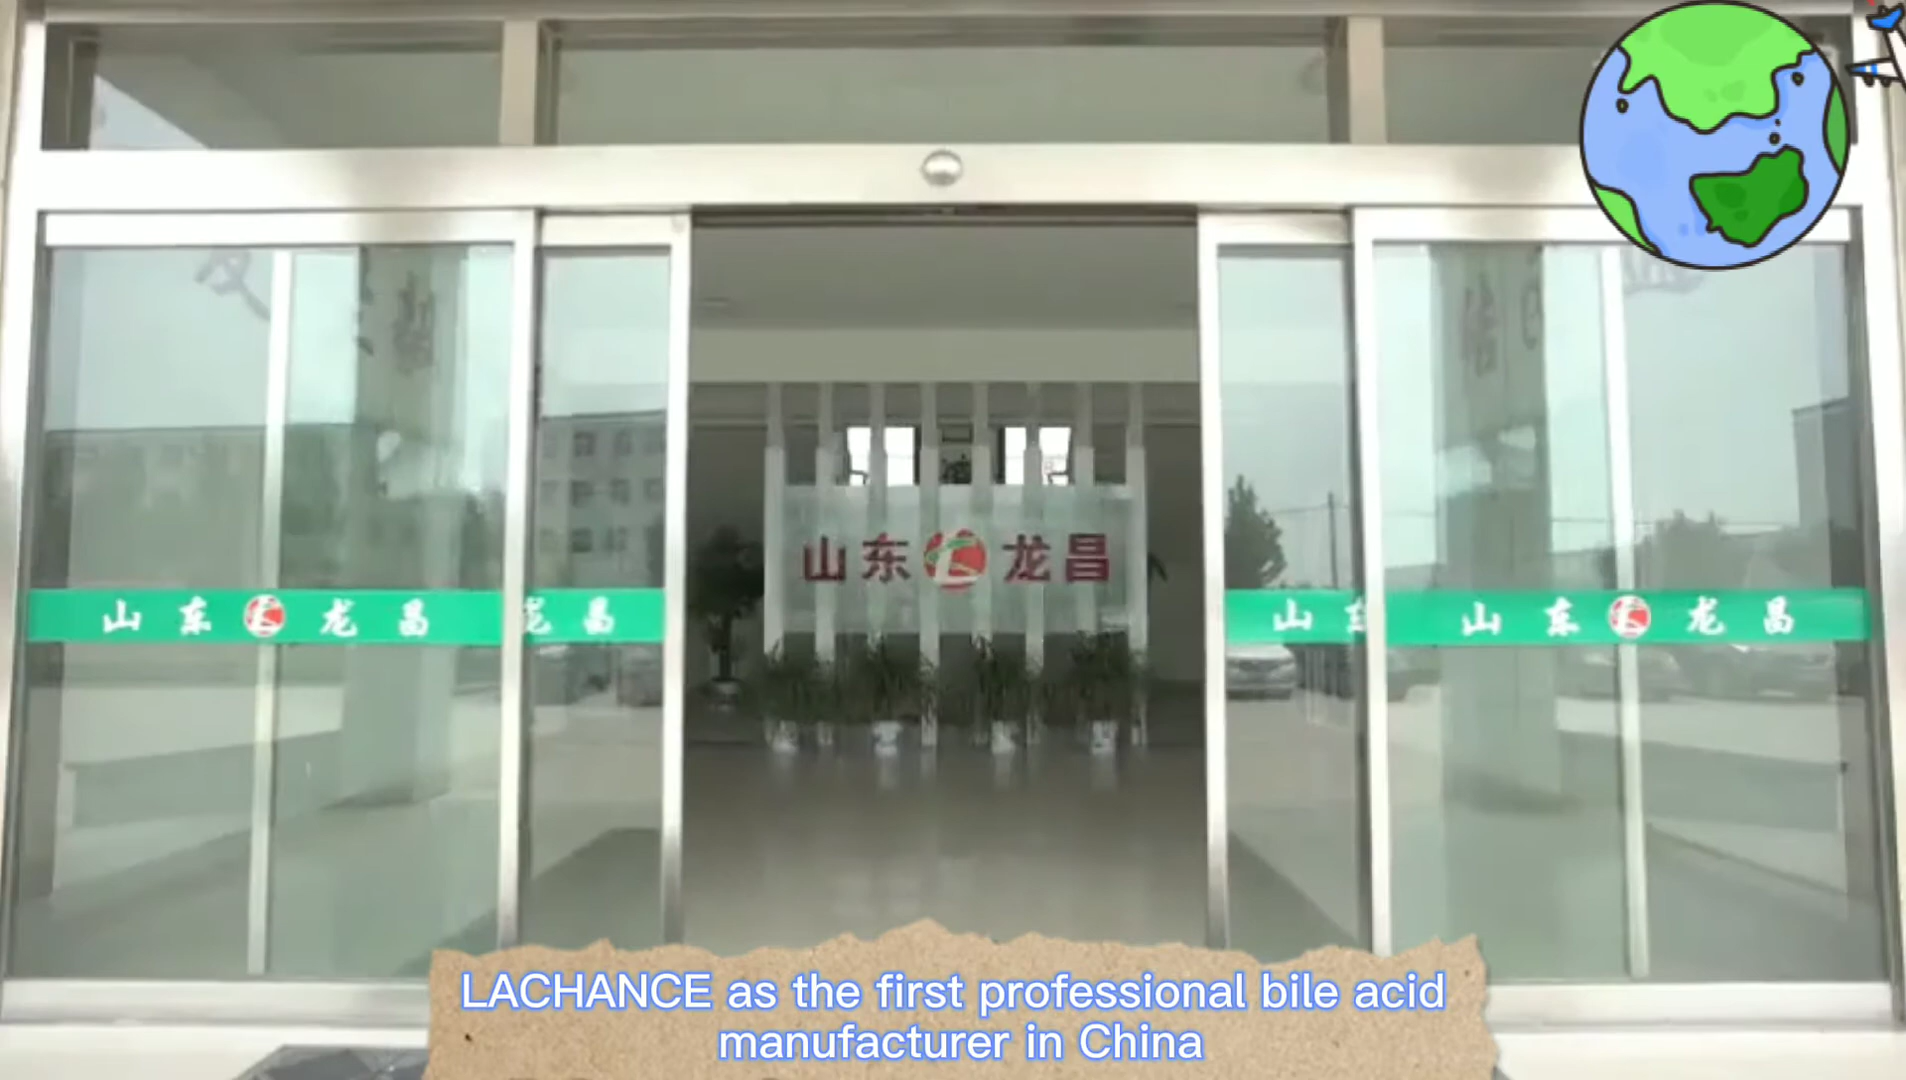 山东龙昌
山东龙昌
龙昌
山东
山东龙昌
LACHANCE as the first professional bile acid
manufacturer in China